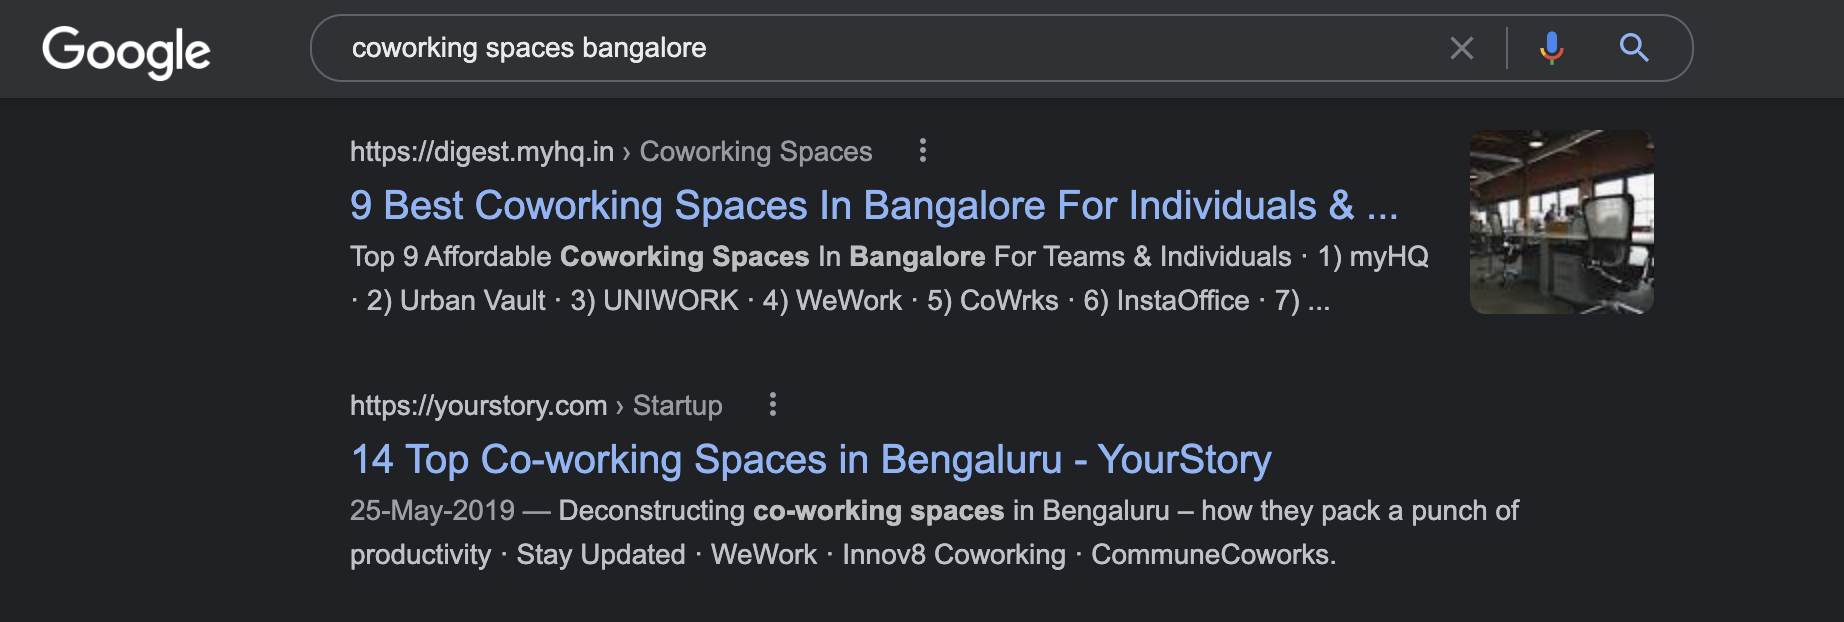 Google
coworking spaces bangalore
https://digest.myhq.in › Coworking Spaces
9 Best Coworking Spaces In Bangalore For Individuals & ...
Top 9 Affordable Coworking Spaces In Bangalore For Teams & Individuals · 1) myHQ
· 2) Urban Vault · 3) UNIWORK · 4) WeWork · 5) CoWrks · 6) InstaOffice · 7) ...
https://yourstory.com › Startup
14 Top Co-working Spaces in Bengaluru - YourStory
25-May-2019 — Deconstructing co-working spaces in Bengaluru – how they pack a punch of
productivity · Stay Updated · WeWork · Innov8 Coworking · CommuneCoworks.